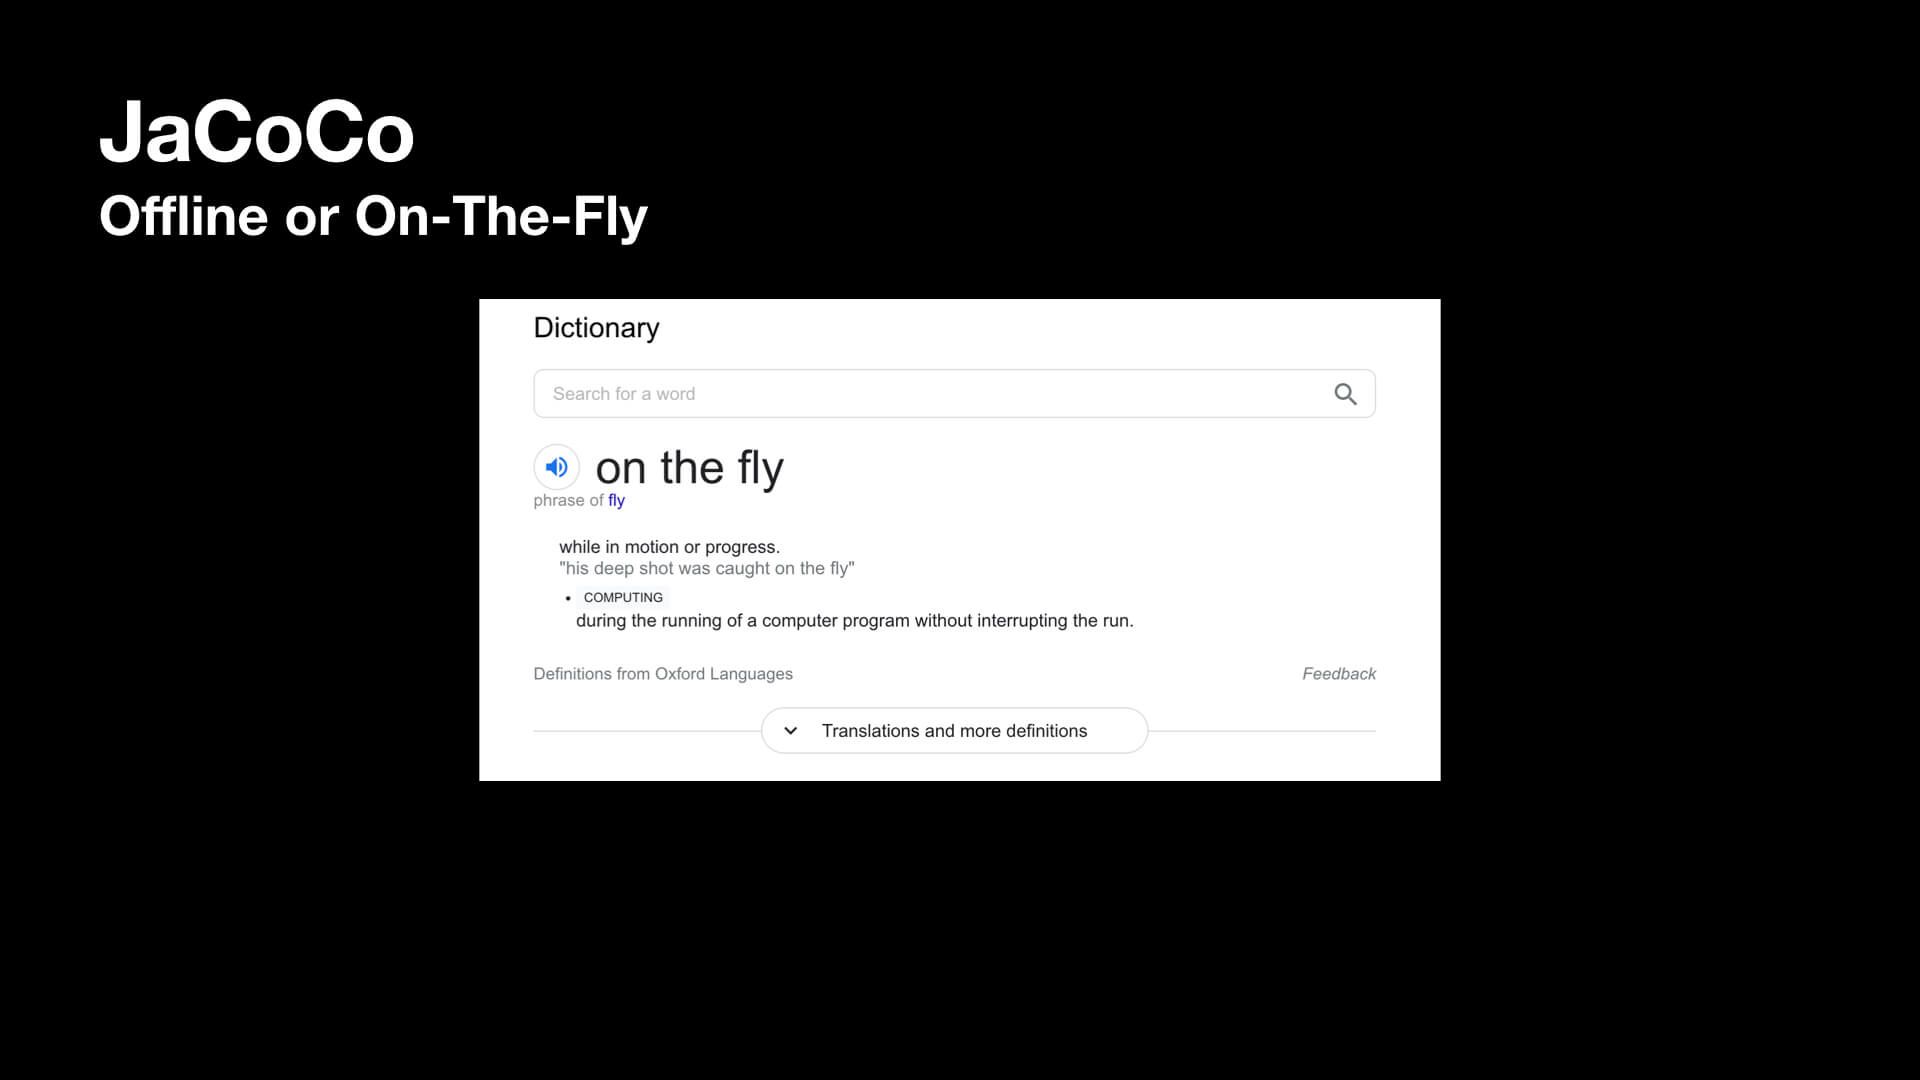 JaCoCo
Offline or On-The-Fly
Dictionary
Search for a word
on the fly
phrase of fly
while in motion or progress.
"his deep shot was caught on the fly"
• COMPUTING
during the running of a computer program without interrupting the run.
Definitions from Oxford Languages
Feedback
Translations and more definitions